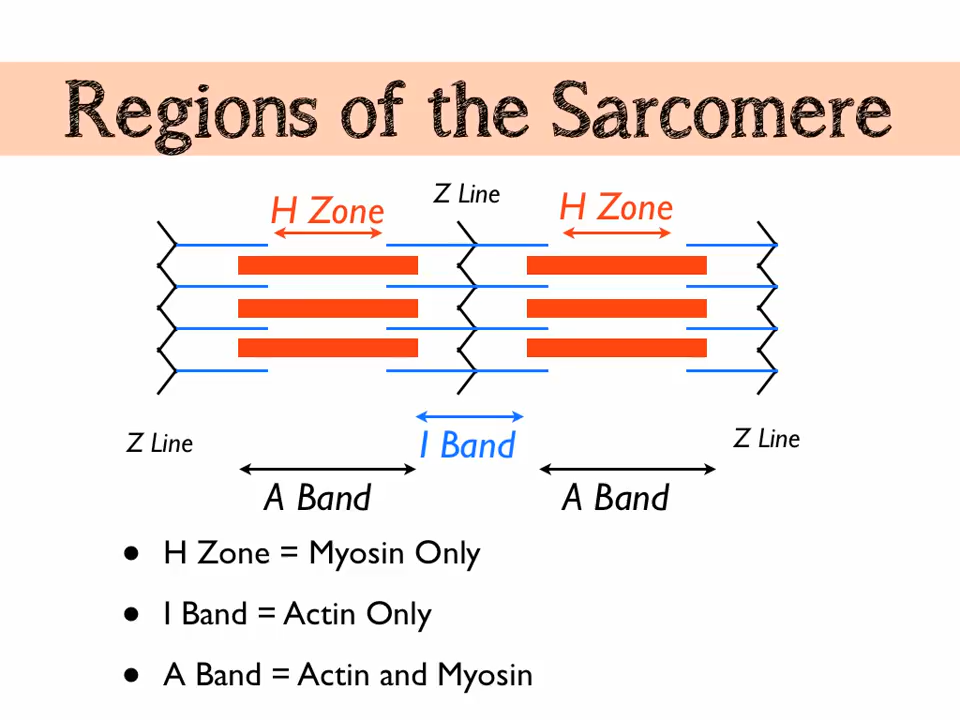 Regions of the Sarcomere
Z Line
H Zone
H Zone
I Band
Z Line
Z Line
A Band
A Band
• H Zone = Myosin Only
• I Band = Actin Only
• A Band = Actin and Myosin